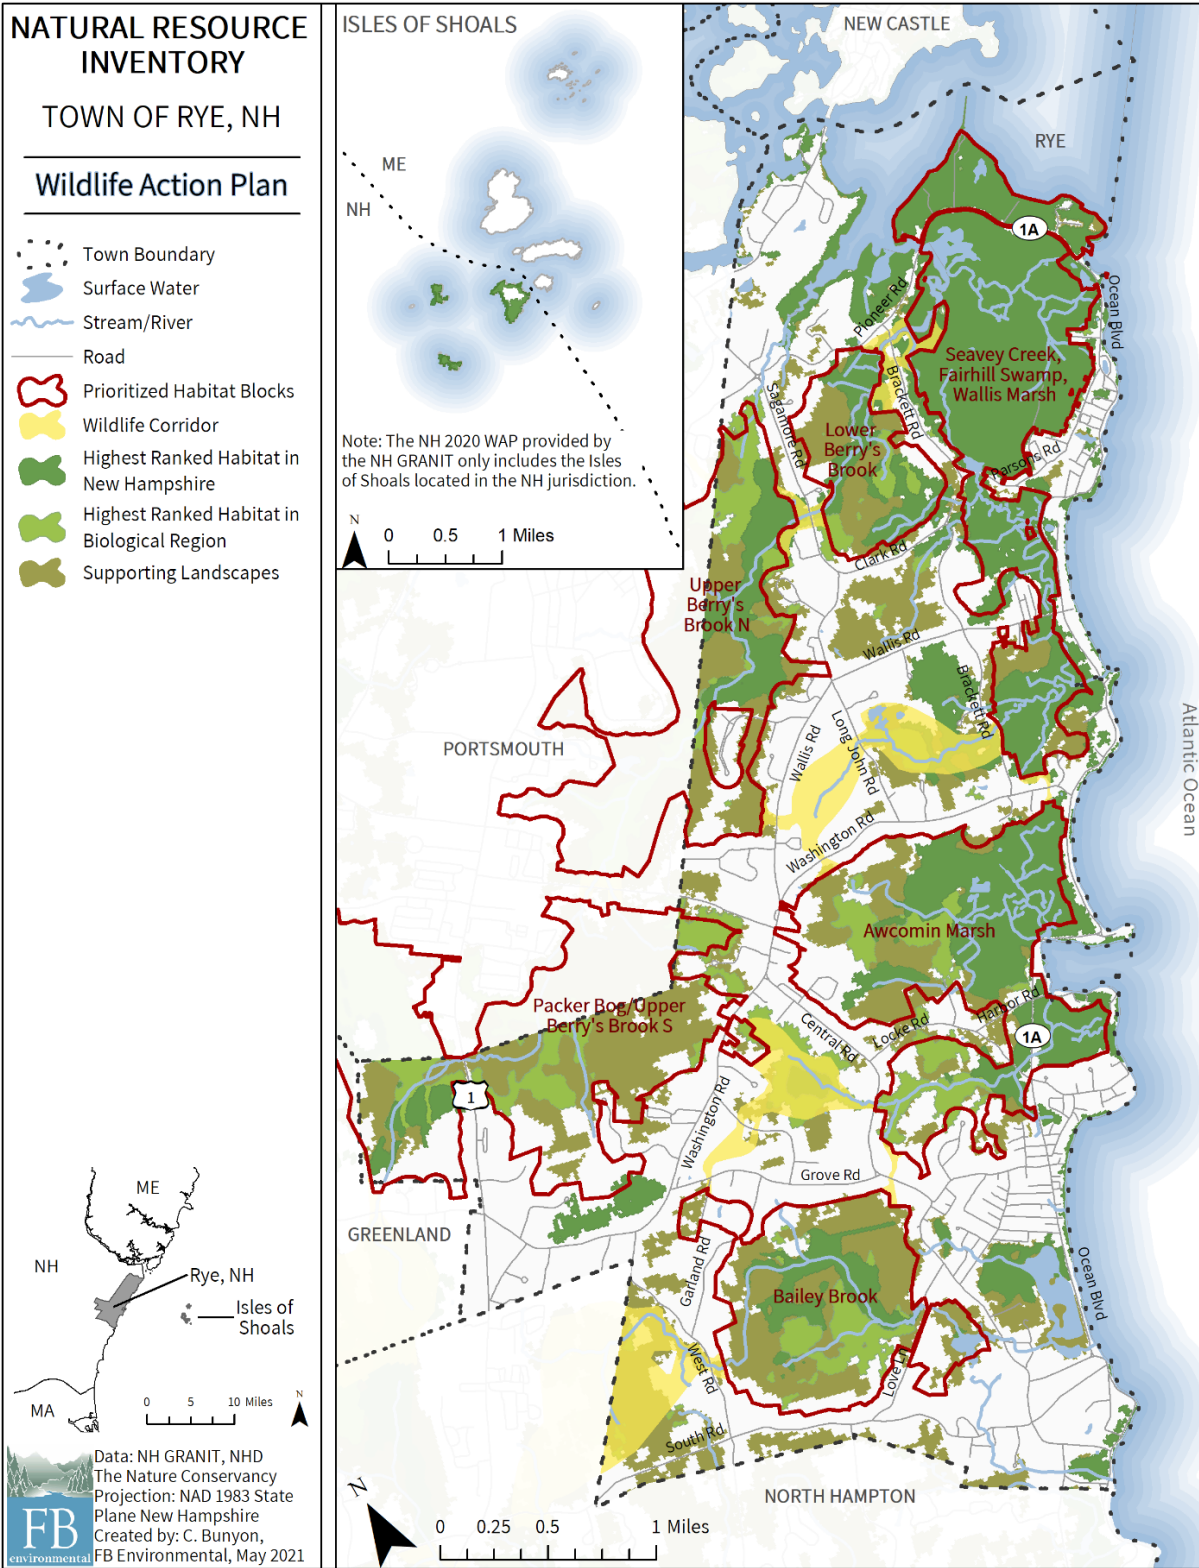 NATURAL RESOURCE
INVENTORY
TOWN OF RYE, NH
Wildlife Action Plan
Town Boundary
Surface Water
Stream/River
Road
Prioritized Habitat Blocks
Wildlife Corridor
Highest Ranked Habitat in
New Hampshire
Highest Ranked Habitat in
Biological Region
Supporting Landscapes
ISLES OF SHOALS
ME
NH
Note: The NH 2020 WAP provided by
the NH GRANIT only includes the Isles
of Shoals located in the NH jurisdiction.
N
0 0.5 1 Miles
NEW CASTLE
RYE
1A
Ocean Blvd
Pioneer Rd
Seavey Creek,
Fairhill Swamp,
Wallis Marsh
Brackett Rd
Sagamore Rd
Lower
Berry's
Brook
Parsons Rd
Clark Rd
Upper
Berry's
Brook N
Wallis Rd
Brackett Rd
PORTSMOUTH
Wallis Rd
Long John Rd
Washington Rd
Atlantic Ocean
Awcomin Marsh
Packer Bog/Upper
Berry's Brook S
Central Rd
Locke Rd
Harbor Rd
1A
1
Washington Rd
Grove Rd
GREENLAND
Garland Rd
Bailey Brook
Ocean Blvd
West Rd
Love Ln
South Rd
NORTH HAMPTON
N
0 0.25 0.5 1 Miles
ME
NH
Rye, NH
Isles of
Shoals
MA
0 5 10 Miles
N
FB
environmental
Data: NH GRANIT, NHD
The Nature Conservancy
Projection: NAD 1983 State
Plane New Hampshire
Created by: C. Bunyon,
FB Environmental, May 2021